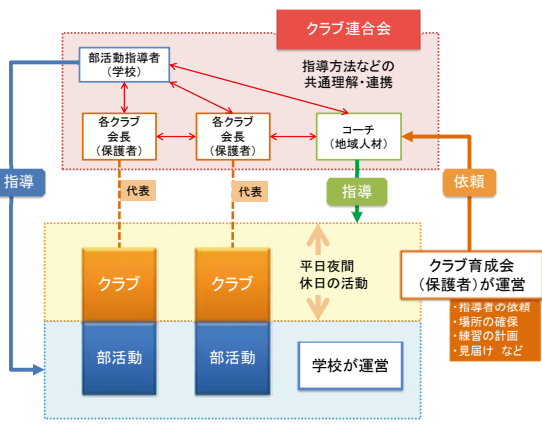 クラブ連合会
部活動指導者
（学校）
指導方法などの
共通理解・連携
各クラブ
会長
（保護者）
各クラブ
会長
（保護者）
コーチ
（地域人材）
指導
代表
代表
指導
依頼
クラブ
クラブ
平日夜間
休日の活動
クラブ育成会
（保護者）が運営
・指導者の依頼
・場所の確保
・練習の計画
・見届け など
部活動
部活動
学校が運営